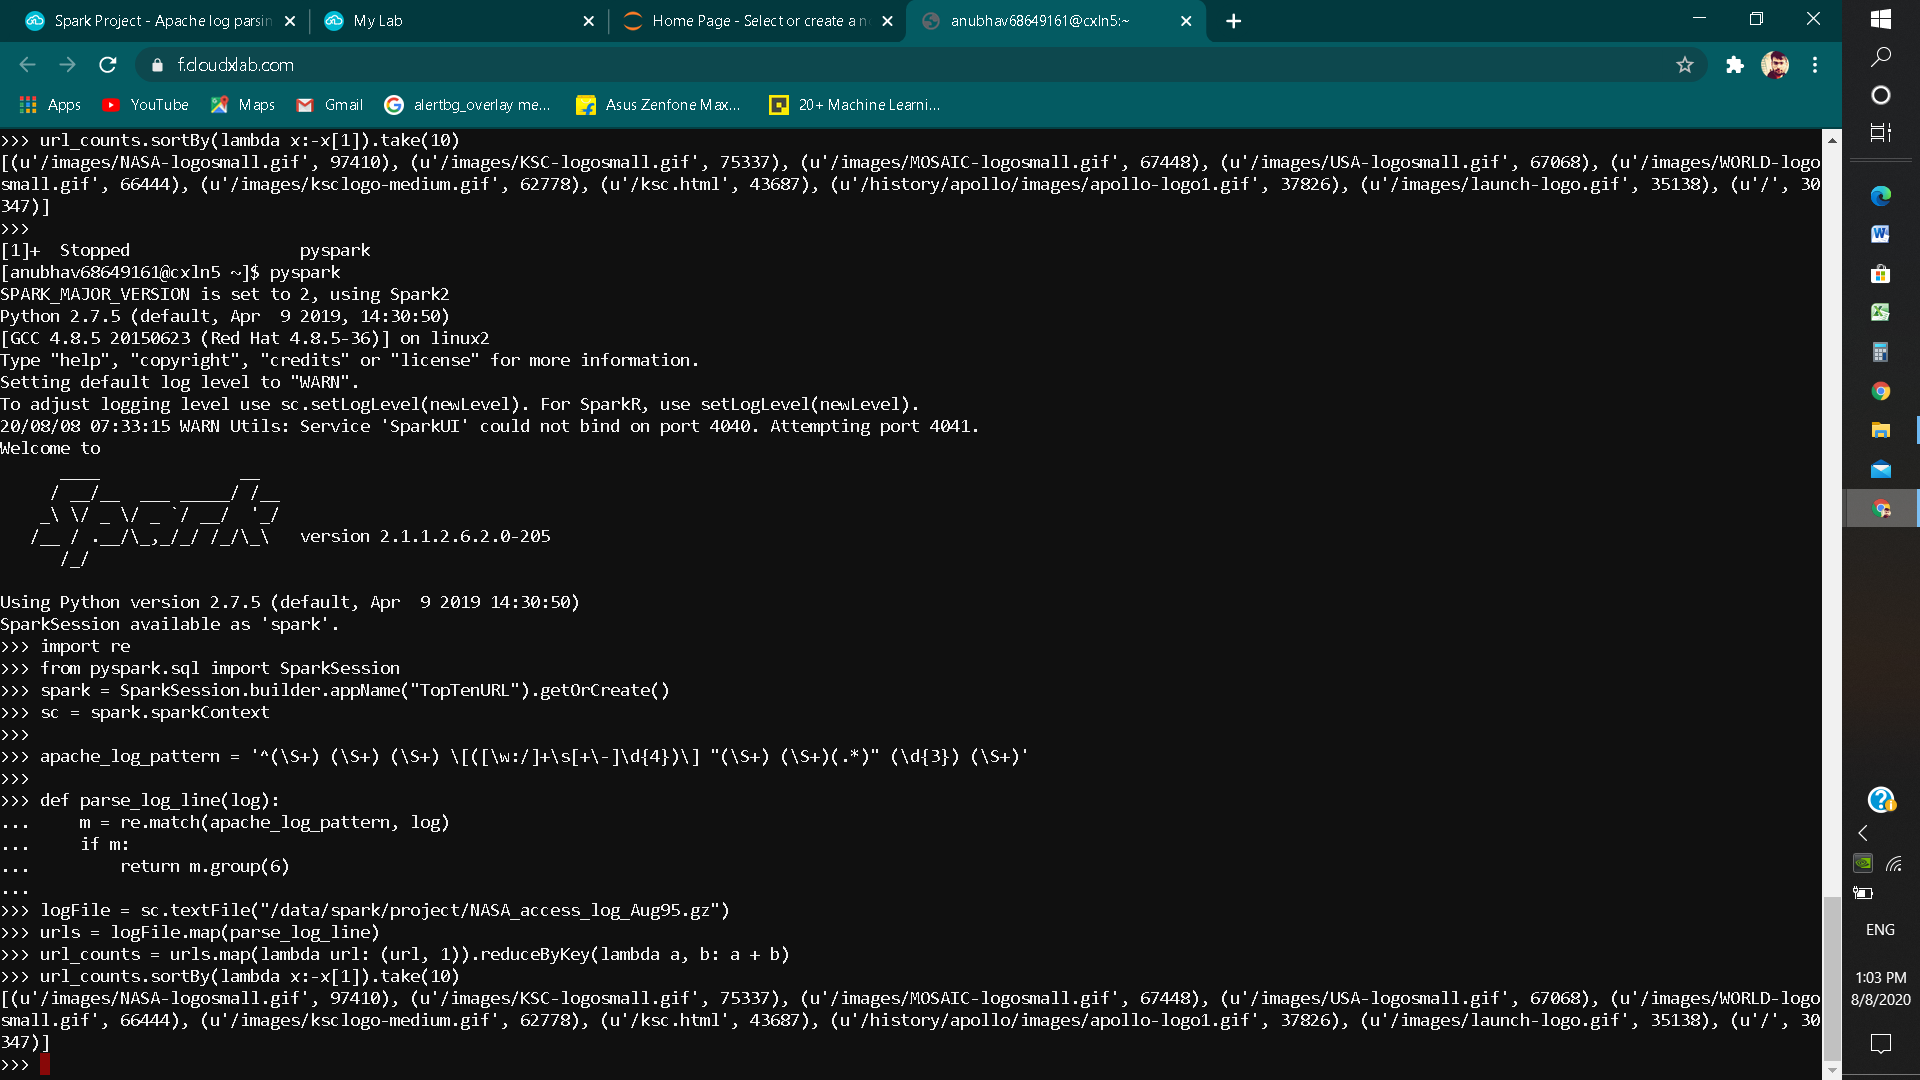 Spark Project - Apache log parsin
My Lab
Home Page - Select or create a n
anubhav68649161@cxln5:~
f.cloudxlab.com
Apps
YouTube
Maps
Gmail
alertbg_overlay me...
Asus Zenfone Max...
20+ Machine Learni...
>>> url_counts.sortBy(lambda x:-x[1]).take(10)
[(u'/images/NASA-logosmall.gif', 97410), (u'/images/KSC-logosmall.gif', 75337), (u'/images/MOSAIC-logosmall.gif', 67448), (u'/images/USA-logosmall.gif', 67068), (u'/images/WORLD-logo
small.gif', 66444), (u'/images/ksclogo-medium.gif', 62778), (u'/ksc.html', 43687), (u'/history/apollo/images/apollo-logo1.gif', 37826), (u'/images/launch-logo.gif', 35138), (u'/', 30
347)]
>>>
[1]+  Stopped                 pyspark
[anubhav68649161@cxln5 ~]$ pyspark
SPARK_MAJOR_VERSION is set to 2, using Spark2
Python 2.7.5 (default, Apr  9 2019, 14:30:50)
[GCC 4.8.5 20150623 (Red Hat 4.8.5-36)] on linux2
Type "help", "copyright", "credits" or "license" for more information.
Setting default log level to "WARN".
To adjust logging level use sc.setLogLevel(newLevel). For SparkR, use setLogLevel(newLevel).
20/08/08 07:33:15 WARN Utils: Service 'SparkUI' could not bind on port 4040. Attempting port 4041.
Welcome to
      ____              __
     / __/__  ___ _____/ /__
    _\ \/ _ \/ _ `/ __/  '_/
   /__ / .__/\_,_/_/ /_/\_\   version 2.1.1.2.6.2.0-205
      /_/
Using Python version 2.7.5 (default, Apr  9 2019 14:30:50)
SparkSession available as 'spark'.
>>> import re
>>> from pyspark.sql import SparkSession
>>> spark = SparkSession.builder.appName("TopTenURL").getOrCreate()
>>> sc = spark.sparkContext
>>>
>>> apache_log_pattern = '^(\S+) (\S+) (\S+) \[([\w:/]+\s[+\-]\d{4})\] "(\S+) (\S+)(.*)" (\d{3}) (\S+)'
>>>
>>> def parse_log_line(log):
...     m = re.match(apache_log_pattern, log)
...     if m:
...         return m.group(6)
...
>>> logFile = sc.textFile("/data/spark/project/NASA_access_log_Aug95.gz")
>>> urls = logFile.map(parse_log_line)
>>> url_counts = urls.map(lambda url: (url, 1)).reduceByKey(lambda a, b: a + b)
>>> url_counts.sortBy(lambda x:-x[1]).take(10)
[(u'/images/NASA-logosmall.gif', 97410), (u'/images/KSC-logosmall.gif', 75337), (u'/images/MOSAIC-logosmall.gif', 67448), (u'/images/USA-logosmall.gif', 67068), (u'/images/WORLD-logo
small.gif', 66444), (u'/images/ksclogo-medium.gif', 62778), (u'/ksc.html', 43687), (u'/history/apollo/images/apollo-logo1.gif', 37826), (u'/images/launch-logo.gif', 35138), (u'/', 30
347)]
>>>
ENG
1:03 PM
8/8/2020